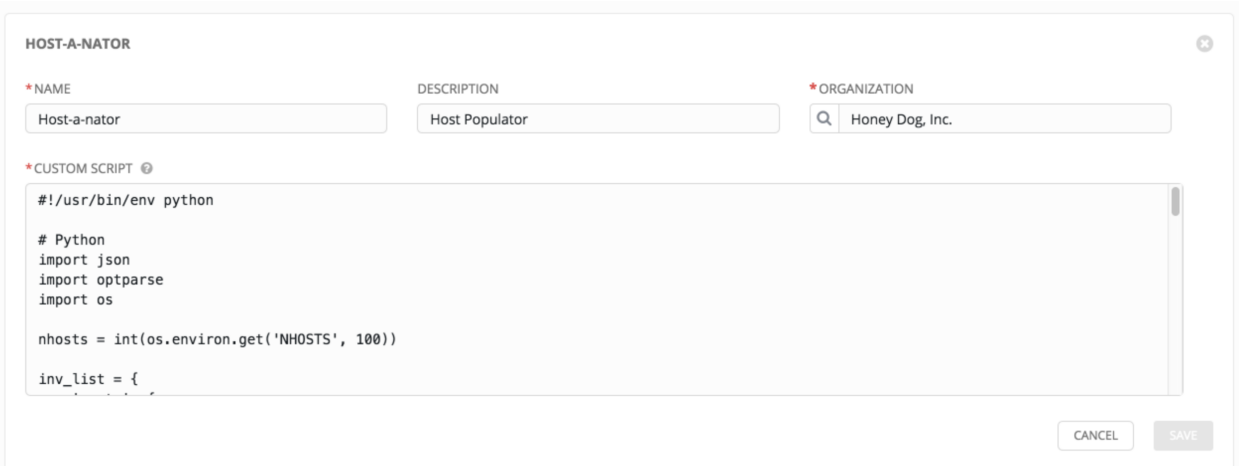 HOST-A-NATOR
*NAME
DESCRIPTION
*ORGANIZATION
Host-a-nator
Host Populator
Honey Dog, Inc.
*CUSTOM SCRIPT
#!/usr/bin/env python
# Python
import json
import optparse
import os
nhosts = int(os.environ.get('NHOSTS', 100))
inv_list = {
CANCEL
SAVE